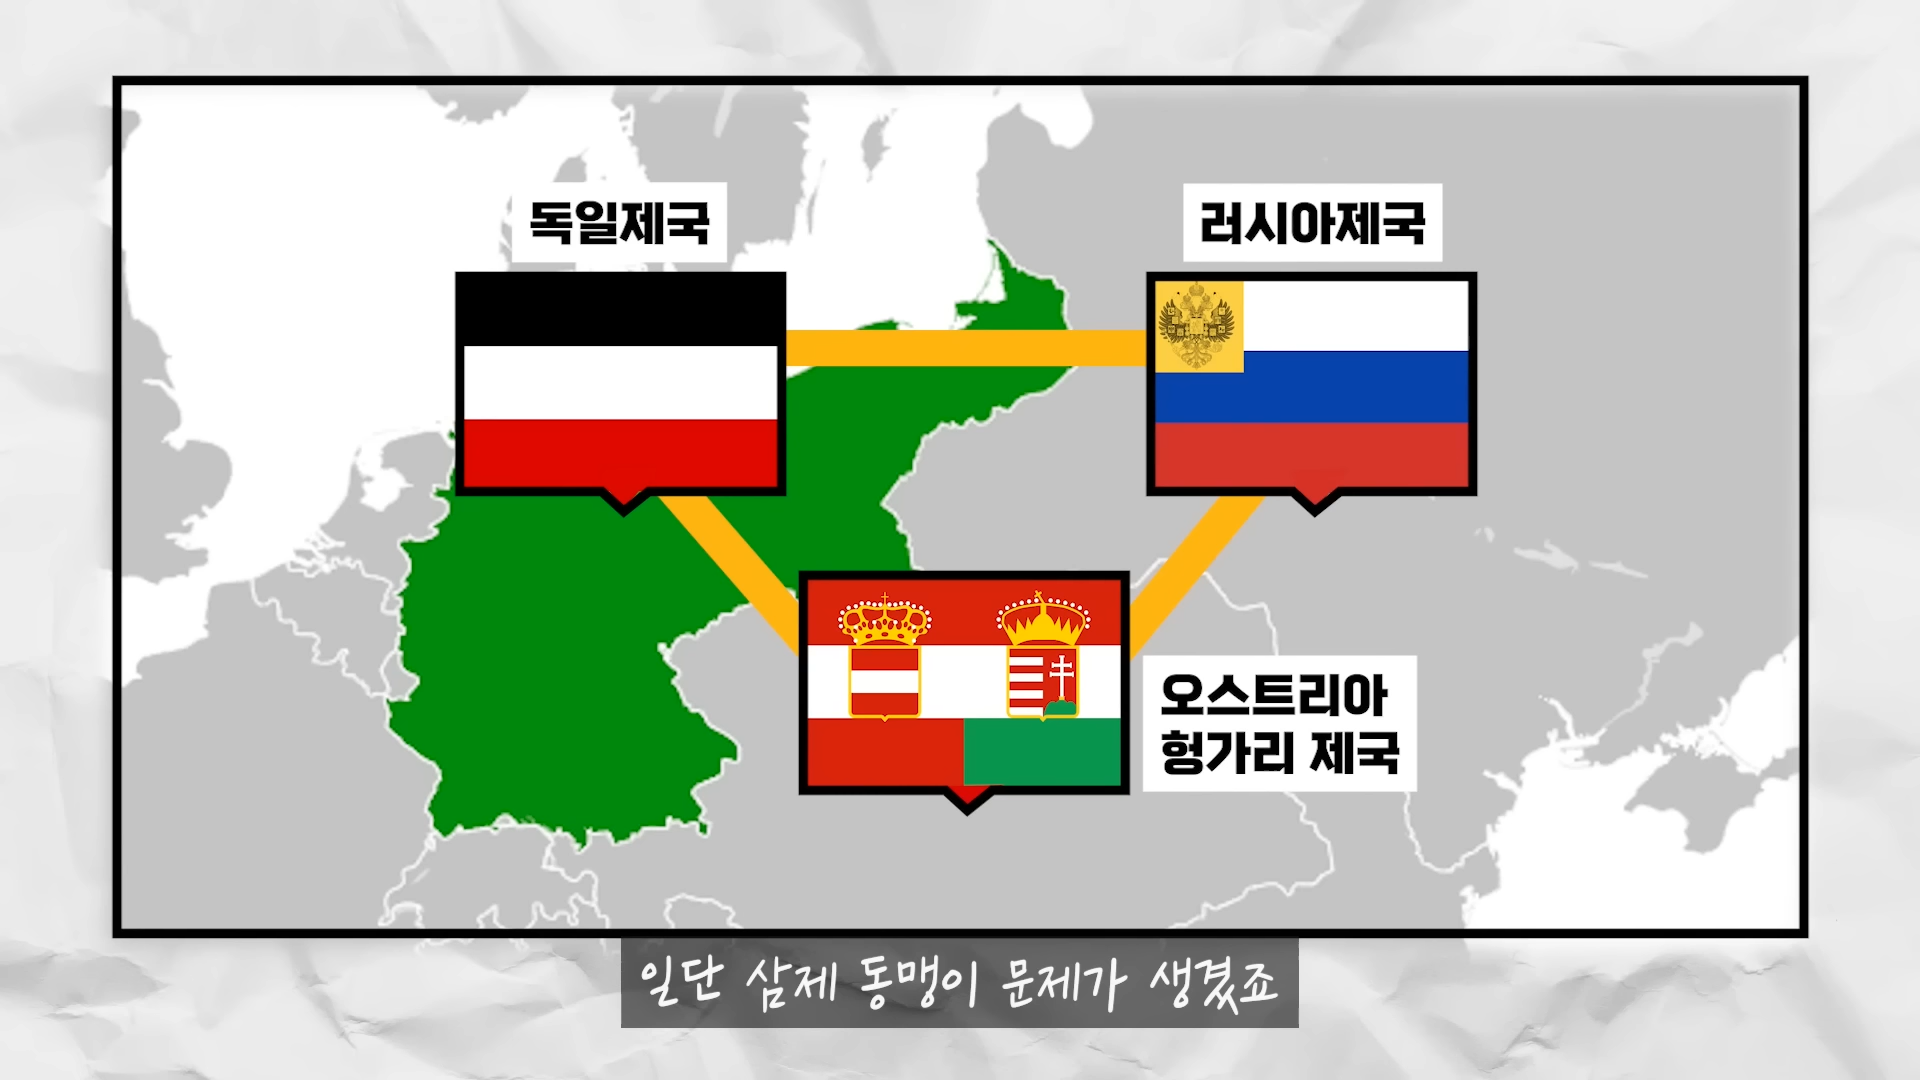 독일제국
러시아제국
오스트리아
헝가리 제국
일단 삼제 동맹이 문제가 생겼죠